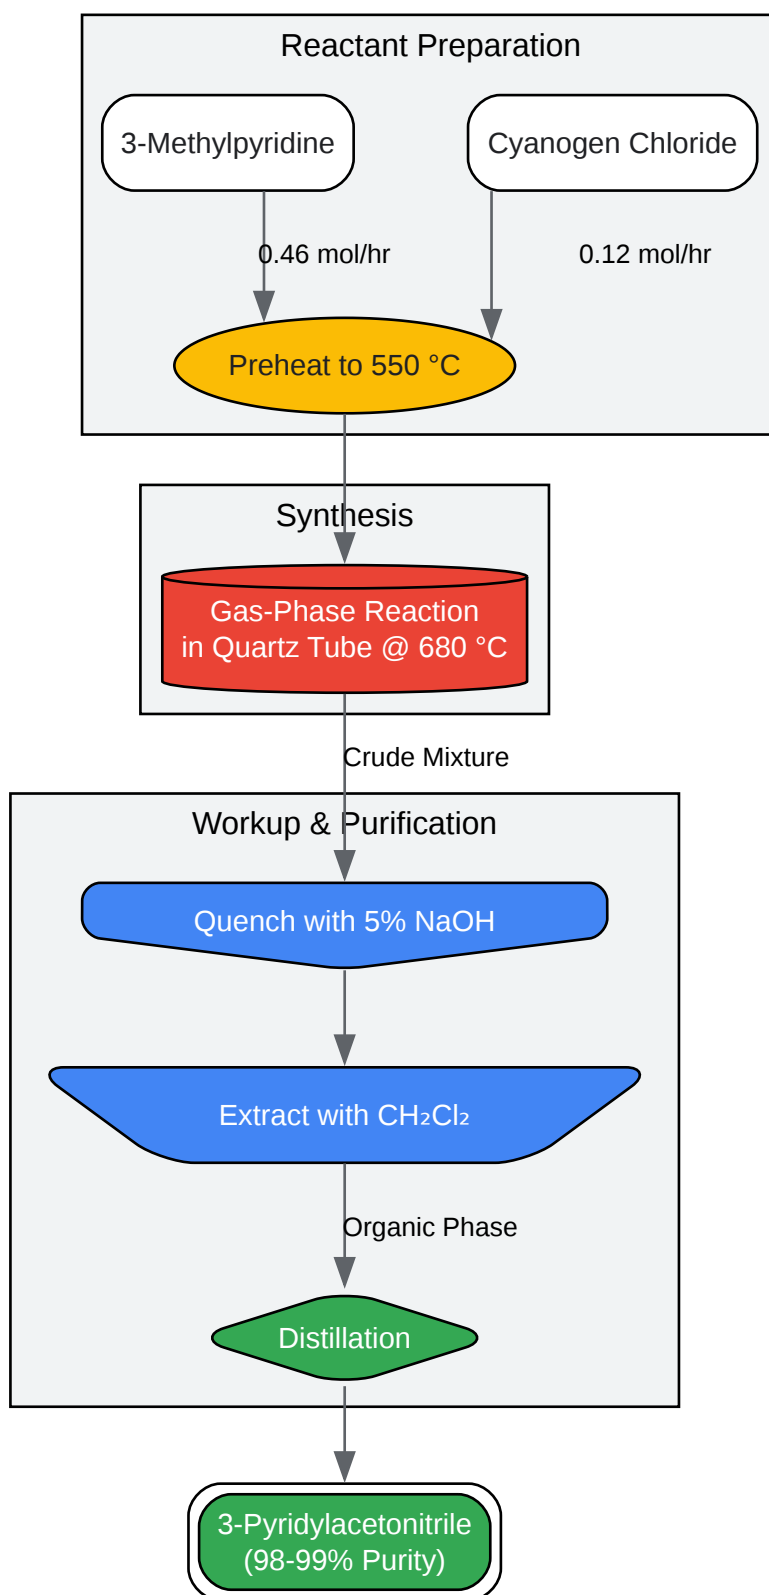 Reactant Preparation
3-Methylpyridine
Cyanogen Chloride
0.46 mol/hr
0.12 mol/hr
Preheat to 550 °C
Synthesis
Gas-Phase Reaction
in Quartz Tube @ 680 °C
Crude Mixture
Workup & Purification
Quench with 5% NaOH
Extract with CH₂Cl₂
Organic Phase
Distillation
3-Pyridylacetonitrile
(98-99% Purity)